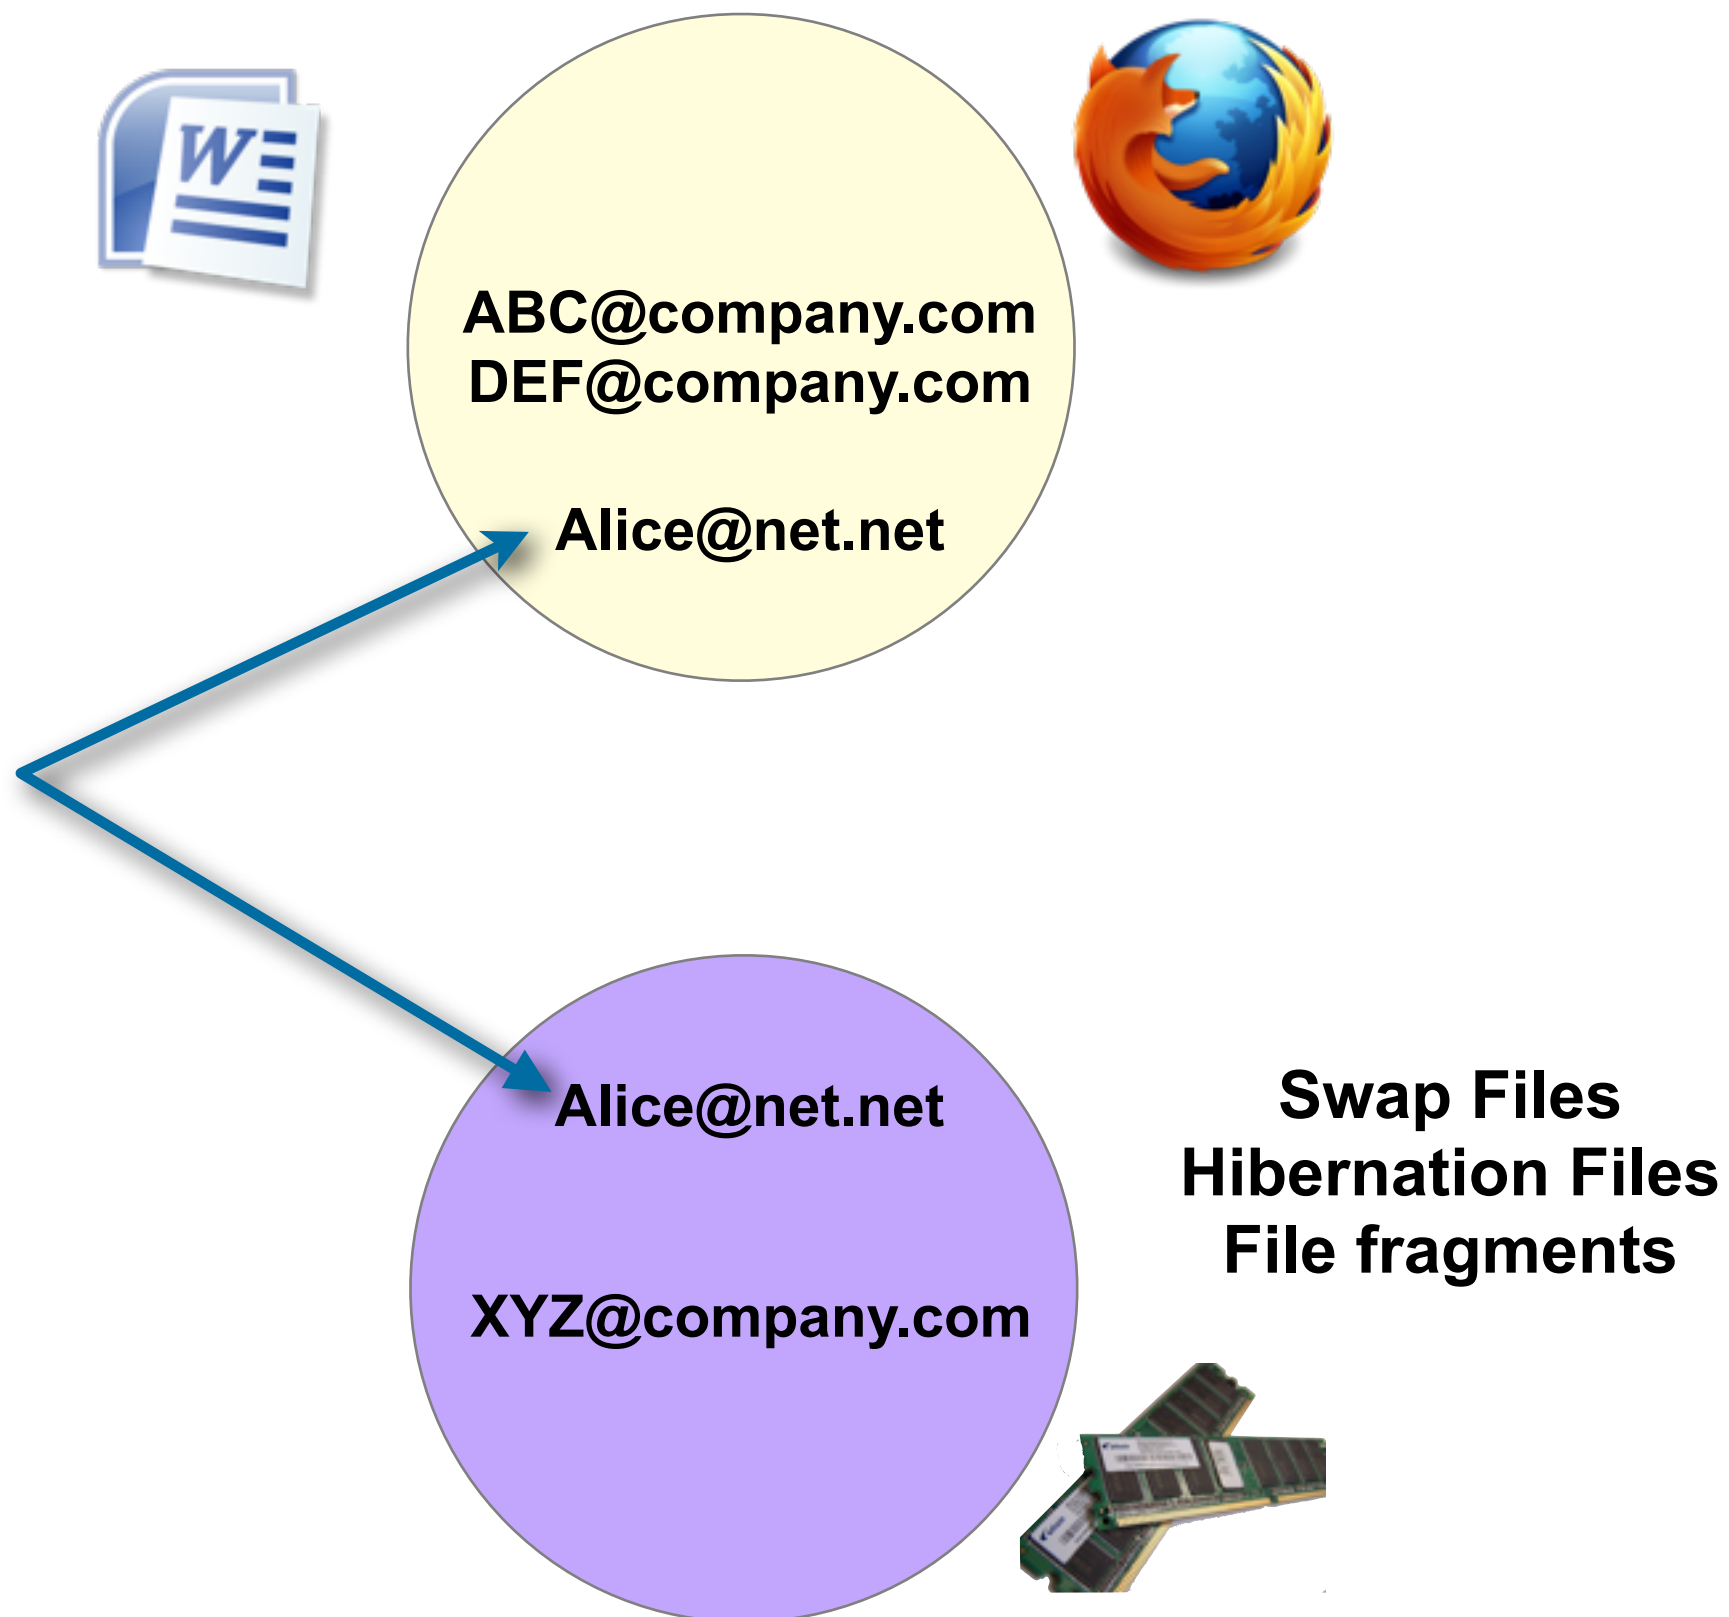 W
ABC@company.com
DEF@company.com
Alice@net.net
Alice@net.net
Swap Files
Hibernation Files
File fragments
XYZ@company.com